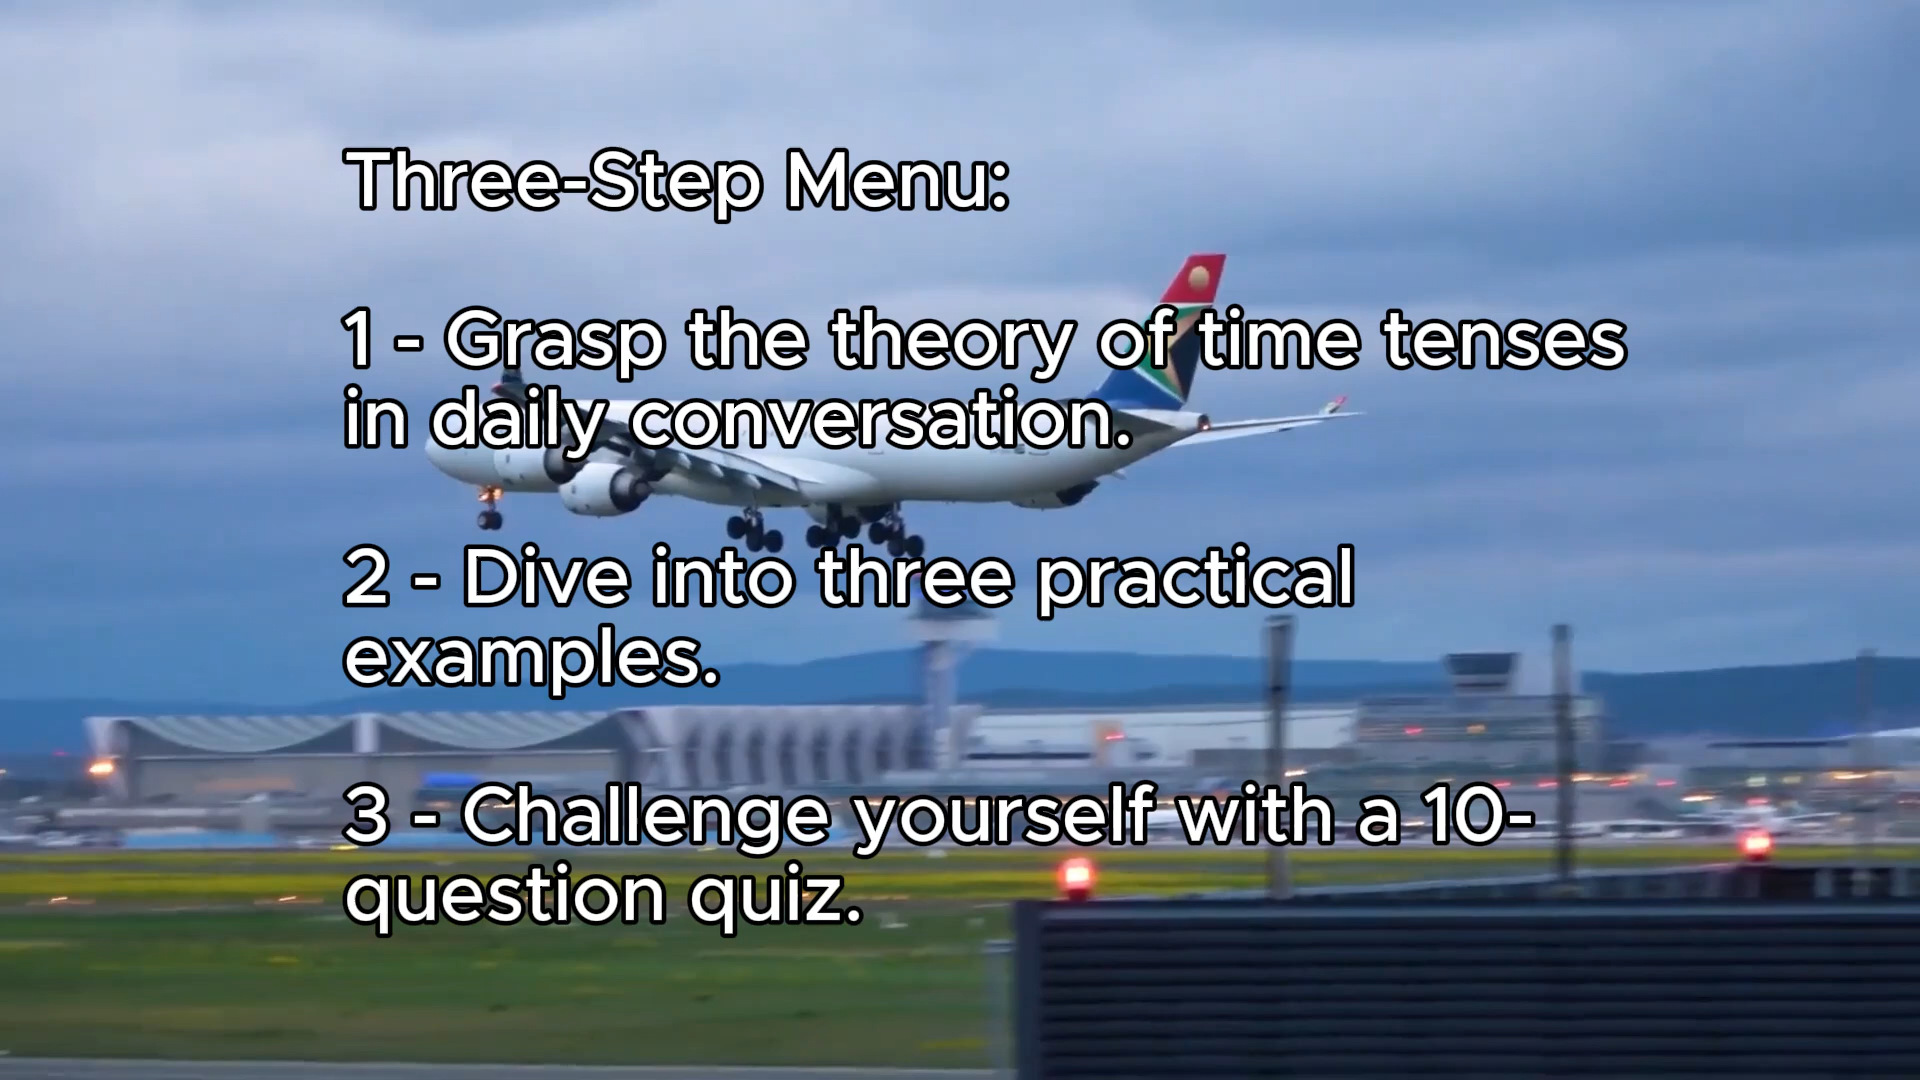 Three-Step Menu:
1 - Grasp the theory of time tenses
in daily conversation.
2 - Dive into three practical
examples.
3 - Challenge yourself with a 10-
question quiz.